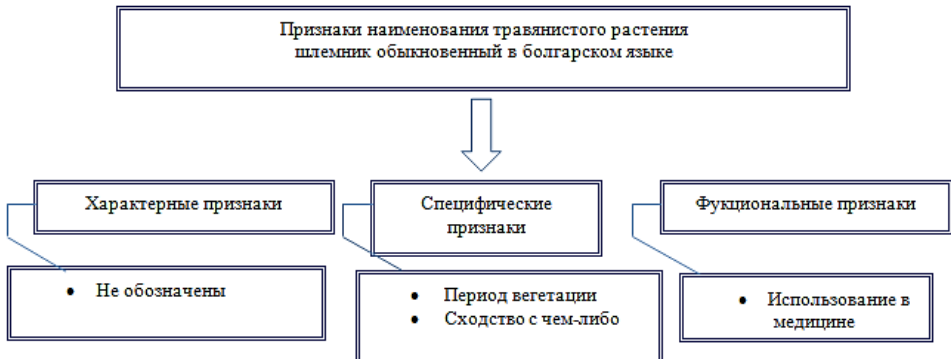 Признаки наименования травянистого растения
шлемник обыкновенный в болгарском языке
Характерные признаки
Специфические
признаки
Фукциональные признаки
• Не обозначены
• Период вегетации
• Сходство с чем-либо
• Использование в
медицине